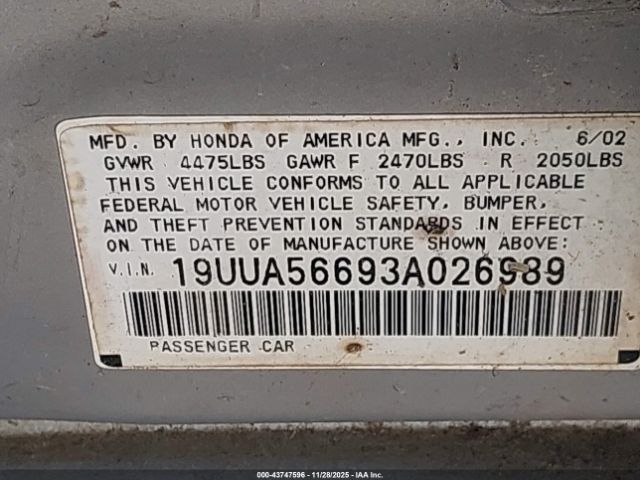 MFD. BY HONDA OF AMERICA MFG., INC. 6/02
GVWR 4475LBS GAWR F 2470LBS R 2050LBS
THIS VEHICLE CONFORMS TO ALL APPLICABLE
FEDERAL MOTOR VEHICLE SAFETY, BUMPER,
AND THEFT PREVENTION STANDARDS IN EFFECT
ON THE DATE OF MANUFACTURE SHOWN ABOVE:
V.I.N. 19UUA56693A026989
PASSENGER CAR
000-43747596 - 11/28/2025 - IAA Inc.